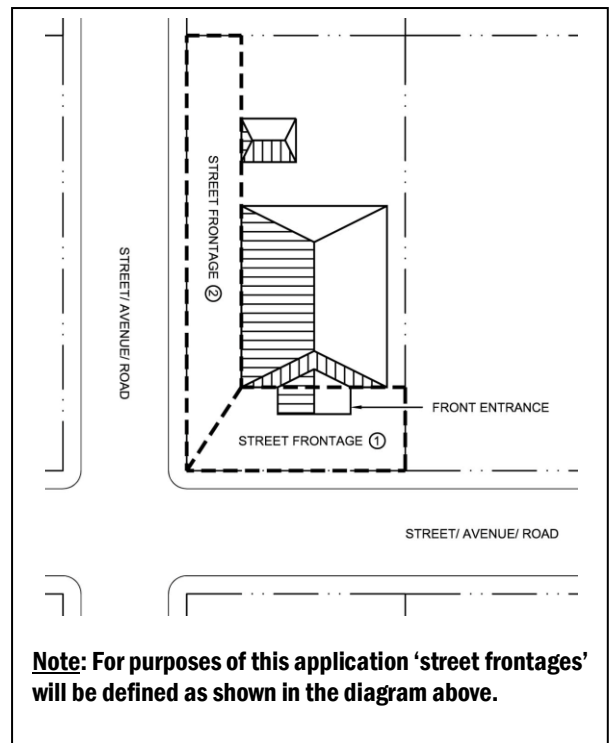 STREET FRONTAGE ②
STREET/ AVENUE/ ROAD
FRONT ENTRANCE
STREET FRONTAGE ①
STREET/ AVENUE/ ROAD
Note: For purposes of this application ‘street frontages’
will be defined as shown in the diagram above.